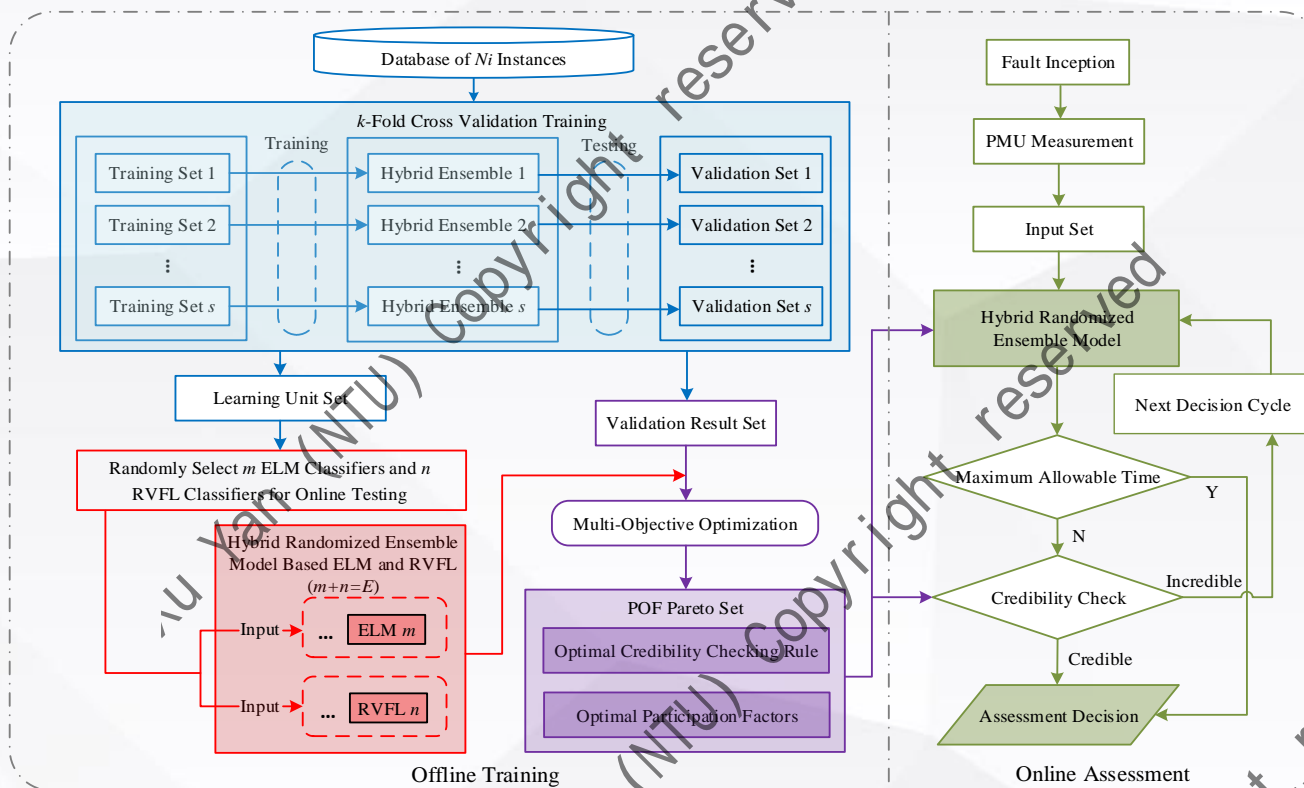 Database of Ni Instances
k-Fold Cross Validation Training
Training
Testing
Training Set 1
Hybrid Ensemble 1
Validation Set 1
Training Set 2
Hybrid Ensemble 2
Validation Set 2
⋮
⋮
⋮
Training Set s
Hybrid Ensemble s
Validation Set s
Learning Unit Set
Validation Result Set
Randomly Select m ELM Classifiers and n
RVFL Classifiers for Online Testing
Multi-Objective Optimization
Hybrid Randomized Ensemble
Model Based ELM and RVFL
(m+n=E)
Input
... ELM m
Input
... RVFL n
POF Pareto Set
Optimal Credibility Checking Rule
Optimal Participation Factors
Offline Training
Fault Inception
PMU Measurement
Input Set
Hybrid Randomized
Ensemble Model
Next Decision Cycle
Maximum Allowable Time
Y
N
Credibility Check
Incredible
Credible
Assessment Decision
Online Assessment
Xu Yan (NTU) Copyright reserved
(NTU) Copyright reserved